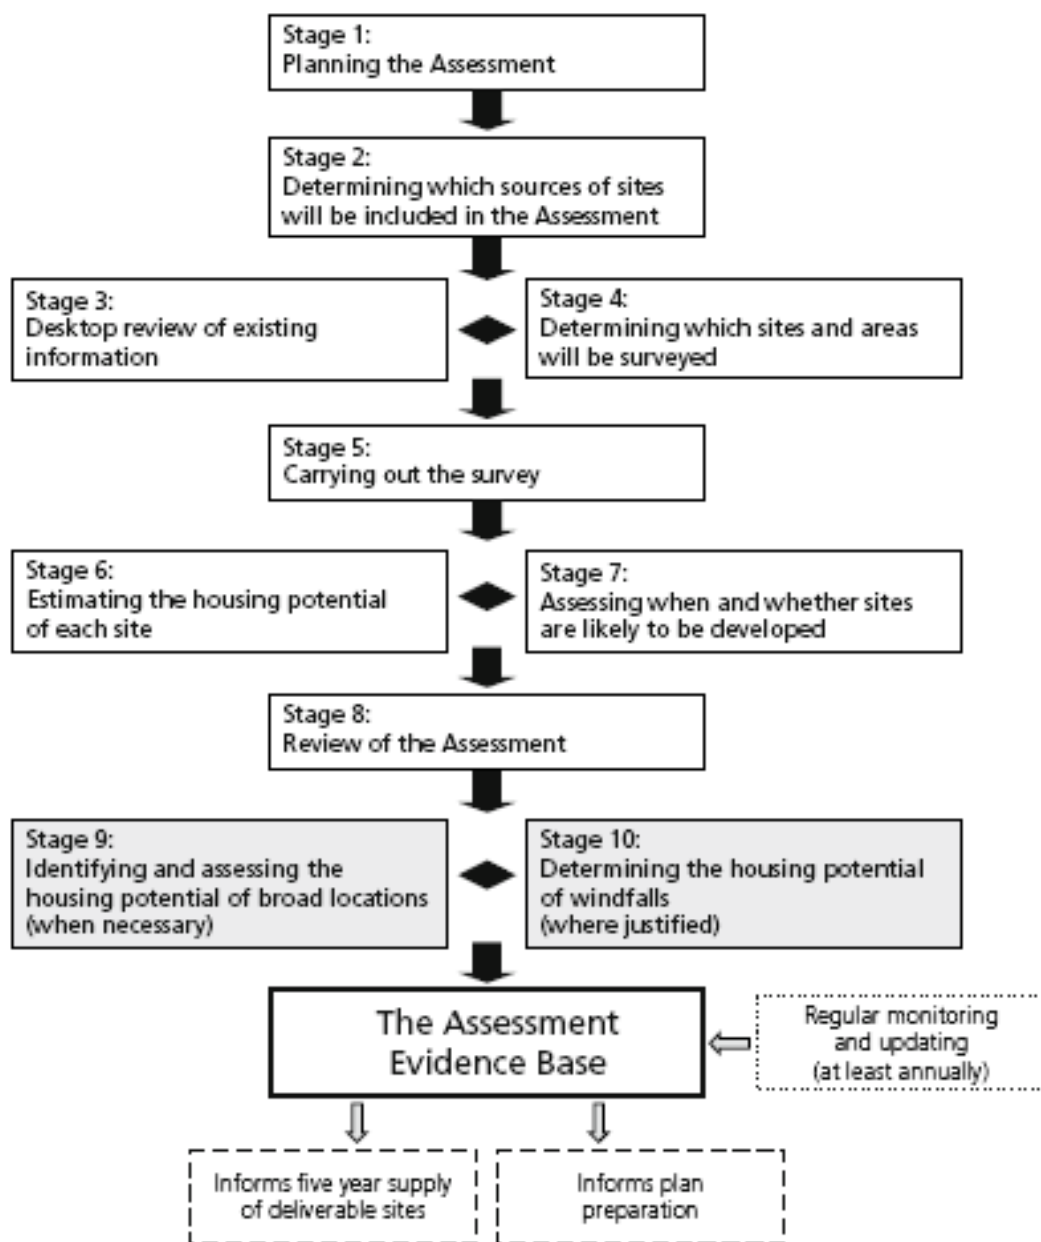 Stage 1:
Planning the Assessment
Stage 2:
Determining which sources of sites
will be included in the Assessment
Stage 3:
Desktop review of existing
information
Stage 4:
Determining which sites and areas
will be surveyed
Stage 5:
Carrying out the survey
Stage 6:
Estimating the housing potential
of each site
Stage 7:
Assessing when and whether sites
are likely to be developed
Stage 8:
Review of the Assessment
Stage 9:
Identifying and assessing the
housing potential of broad locations
(when necessary)
Stage 10:
Determining the housing potential
of windfalls
(where justified)
The Assessment
Evidence Base
Regular monitoring
and updating
(at least annually)
Informs five year supply
of deliverable sites
Informs plan
preparation